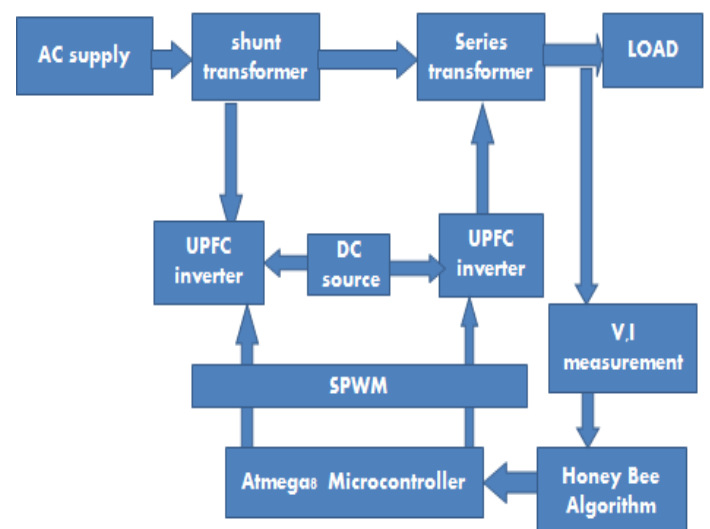 AC supply
shunt
transformer
Series
transformer
LOAD
UPFC
inverter
DC
source
UPFC
inverter
V,I
measurement
SPWM
Atmega8 Microcontroller
Honey Bee
Algorithm